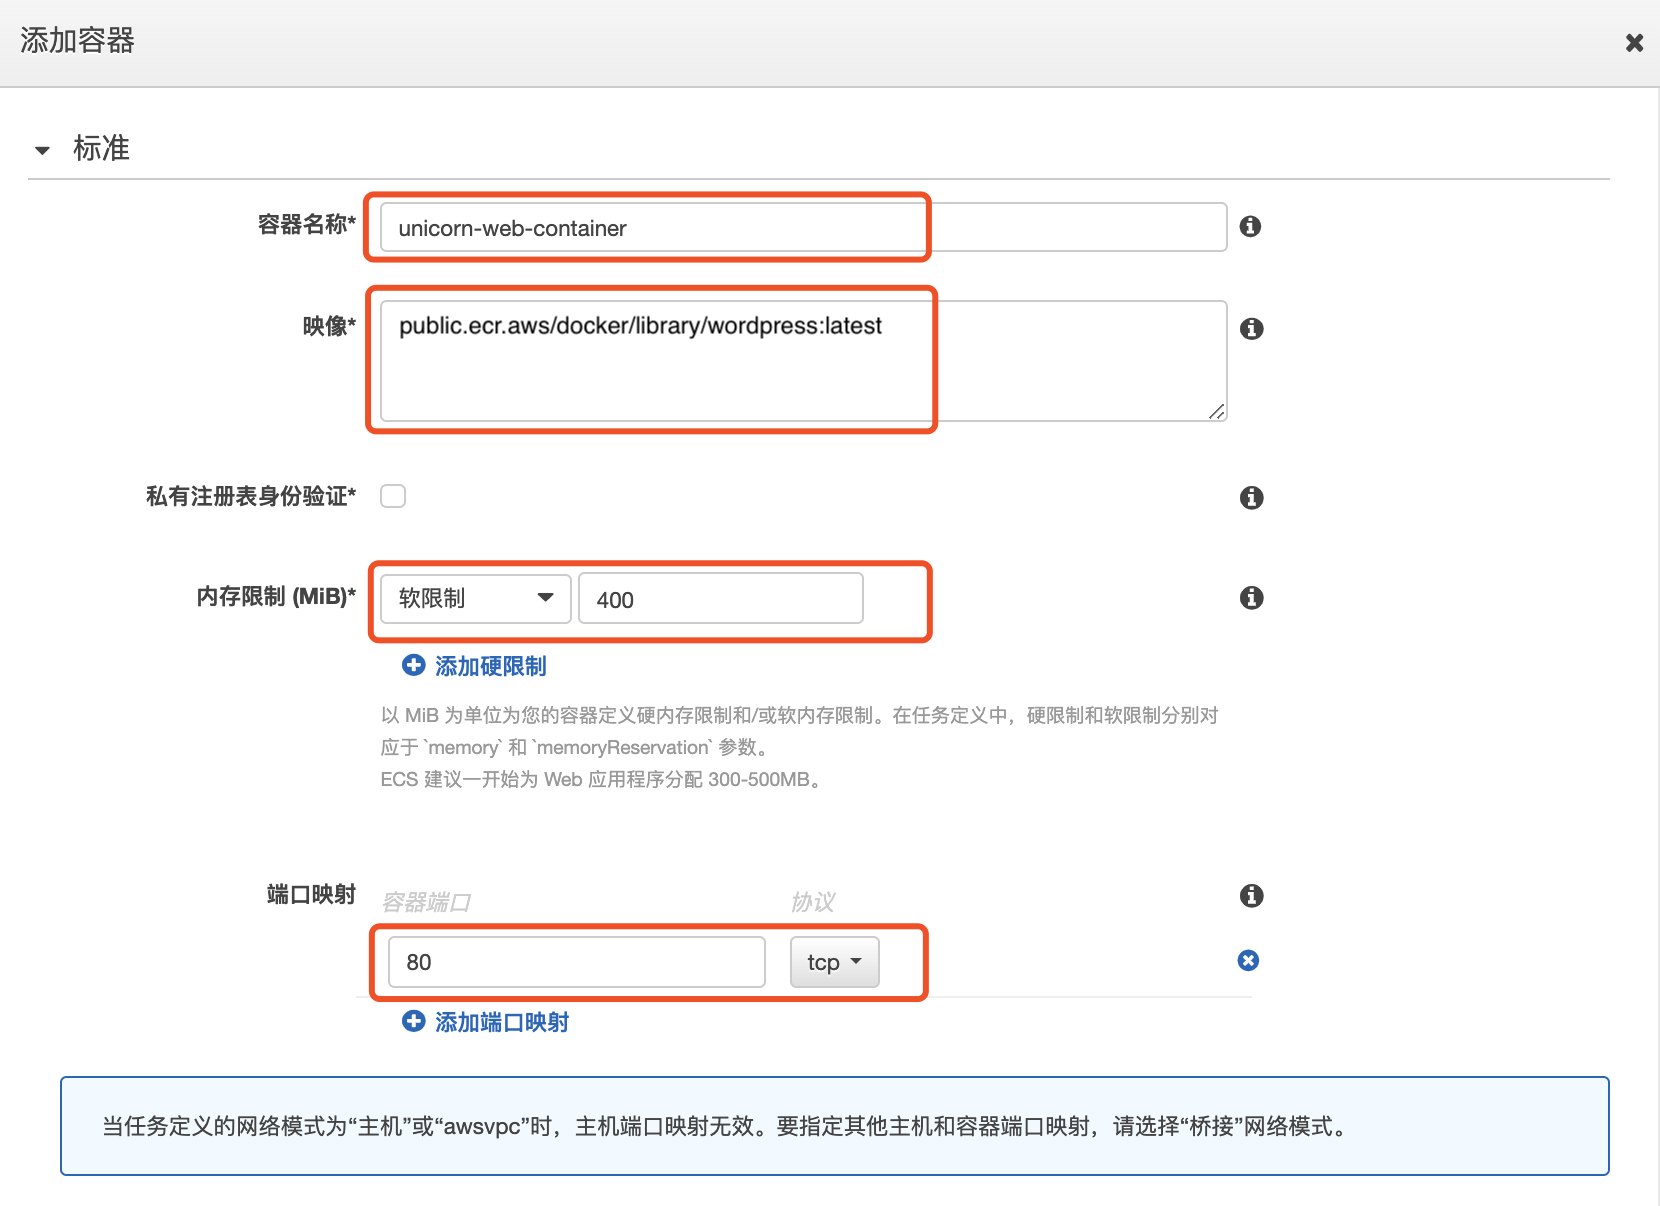 添加容器
标准
容器名称* unicorn-web-container
映像* public.ecr.aws/docker/library/wordpress:latest
私有注册表身份验证*
内存限制 (MiB)* 软限制 400
添加硬限制
以 MiB 为单位为您的容器定义硬内存限制和/或软内存限制。在任务定义中，硬限制和软限制分别对
应于 `memory` 和 `memoryReservation` 参数。
ECS 建议一开始为 Web 应用程序分配 300-500MB。
端口映射 容器端口 协议
80 tcp
添加端口映射
当任务定义的网络模式为“主机”或“awsvpc”时，主机端口映射无效。要指定其他主机和容器端口映射，请选择“桥接”网络模式。